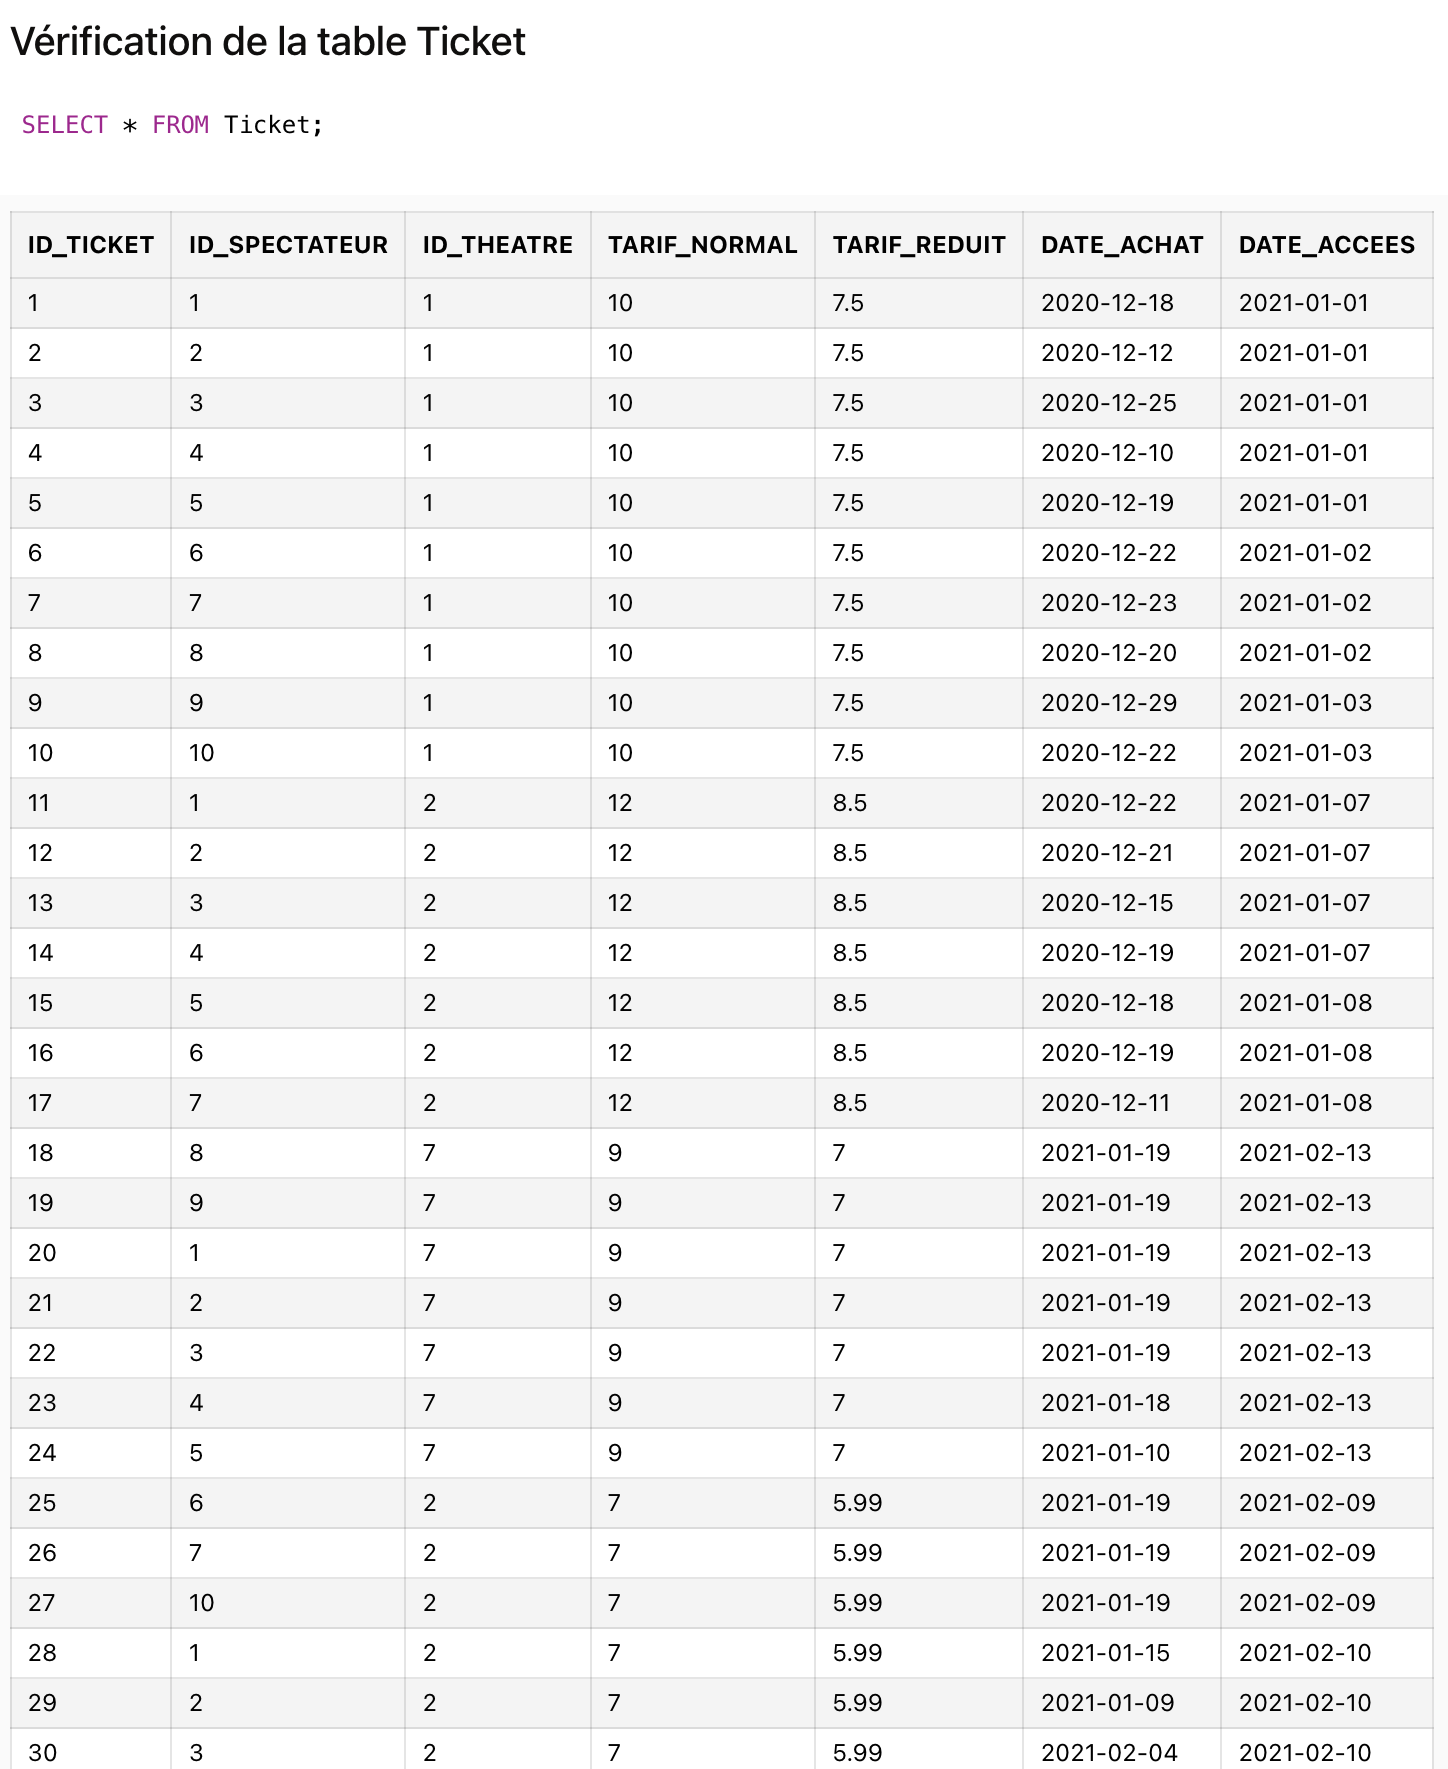 Vérification de la table Ticket
SELECT * FROM Ticket;
ID_TICKET ID_SPECTATEUR ID_THEATRE TARIF_NORMAL TARIF_REDUIT DATE_ACHAT DATE_ACCEES
1 1 1 10 7.5 2020-12-18 2021-01-01
2 2 1 10 7.5 2020-12-12 2021-01-01
3 3 1 10 7.5 2020-12-25 2021-01-01
4 4 1 10 7.5 2020-12-10 2021-01-01
5 5 1 10 7.5 2020-12-19 2021-01-01
6 6 1 10 7.5 2020-12-22 2021-01-02
7 7 1 10 7.5 2020-12-23 2021-01-02
8 8 1 10 7.5 2020-12-20 2021-01-02
9 9 1 10 7.5 2020-12-29 2021-01-03
10 10 1 10 7.5 2020-12-22 2021-01-03
11 1 2 12 8.5 2020-12-22 2021-01-07
12 2 2 12 8.5 2020-12-21 2021-01-07
13 3 2 12 8.5 2020-12-15 2021-01-07
14 4 2 12 8.5 2020-12-19 2021-01-07
15 5 2 12 8.5 2020-12-18 2021-01-08
16 6 2 12 8.5 2020-12-19 2021-01-08
17 7 2 12 8.5 2020-12-11 2021-01-08
18 8 7 9 7 2021-01-19 2021-02-13
19 9 7 9 7 2021-01-19 2021-02-13
20 1 7 9 7 2021-01-19 2021-02-13
21 2 7 9 7 2021-01-19 2021-02-13
22 3 7 9 7 2021-01-19 2021-02-13
23 4 7 9 7 2021-01-18 2021-02-13
24 5 7 9 7 2021-01-10 2021-02-13
25 6 2 7 5.99 2021-01-19 2021-02-09
26 7 2 7 5.99 2021-01-19 2021-02-09
27 10 2 7 5.99 2021-01-19 2021-02-09
28 1 2 7 5.99 2021-01-15 2021-02-10
29 2 2 7 5.99 2021-01-09 2021-02-10
30 3 2 7 5.99 2021-02-04 2021-02-10